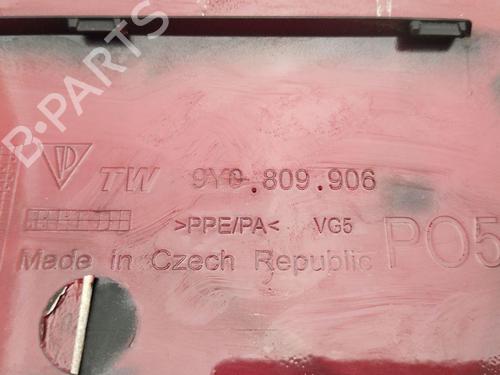 B-PARTS
TW 9Y0.809.906
>PPE/PA< VG5
PO5
Made in Czech Republic